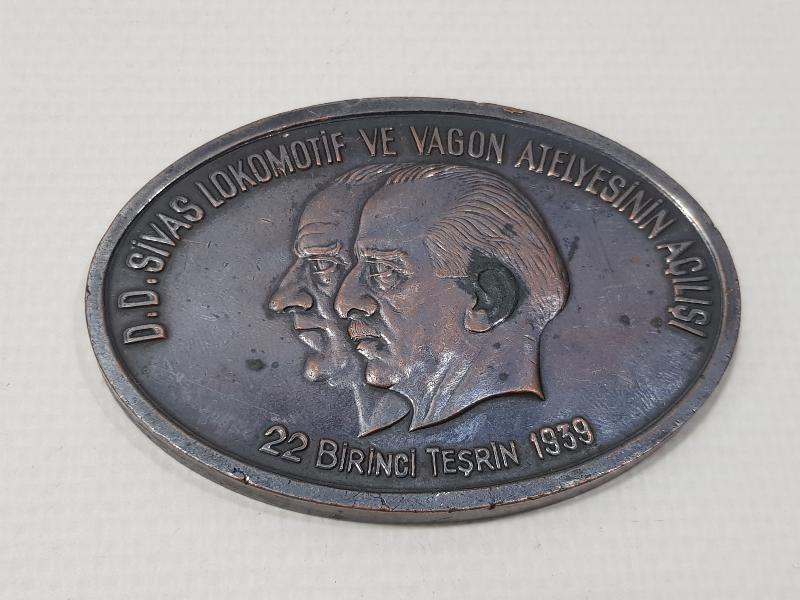 D.D. SİVAS LOKOMOTİF VE VAGON ATELYESİNİN AÇILIŞI
22 BİRİNCİ TEŞRİN 1939